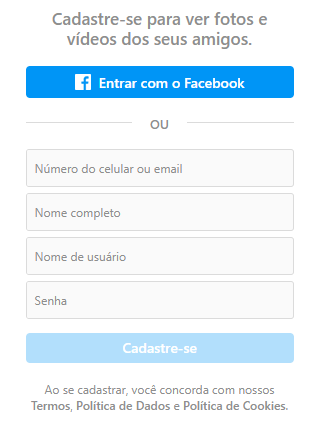 Cadastre-se para ver fotos e
vídeos dos seus amigos.
Entrar com o Facebook
OU
Número do celular ou email
Nome completo
Nome de usuário
Senha
Cadastre-se
Ao se cadastrar, você concorda com nossos
Termos, Política de Dados e Política de Cookies.